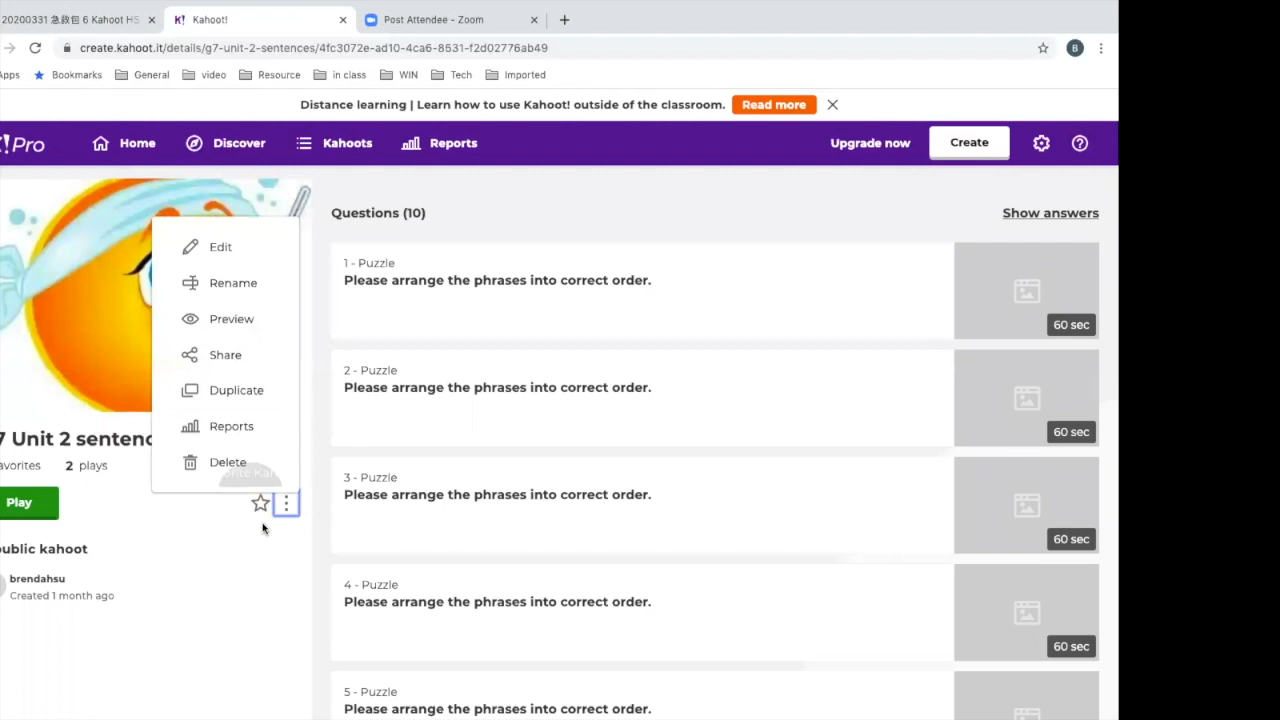 20200331 急救包 6 Kahoot HS
Kahoot!
Post Attendee - Zoom
create.kahoot.it/details/g7-unit-2-sentences/4fc3072e-ad10-4ca6-8531-f2d02776ab49
B
Apps
Bookmarks
General
video
Resource
in class
WIN
Tech
Imported
Distance learning | Learn how to use Kahoot! outside of the classroom.
Read more
K!Pro
Home
Discover
Kahoots
Reports
Upgrade now
Create
Edit
Rename
Preview
Share
Duplicate
Reports
Delete
7 Unit 2 sentenc
avorites
2 plays
Play
public kahoot
brendahsu
Created 1 month ago
Questions (10)
Show answers
1 - Puzzle
Please arrange the phrases into correct order.
60 sec
2 - Puzzle
Please arrange the phrases into correct order.
60 sec
3 - Puzzle
Please arrange the phrases into correct order.
60 sec
4 - Puzzle
Please arrange the phrases into correct order.
60 sec
5 - Puzzle
Please arrange the phrases into correct order.